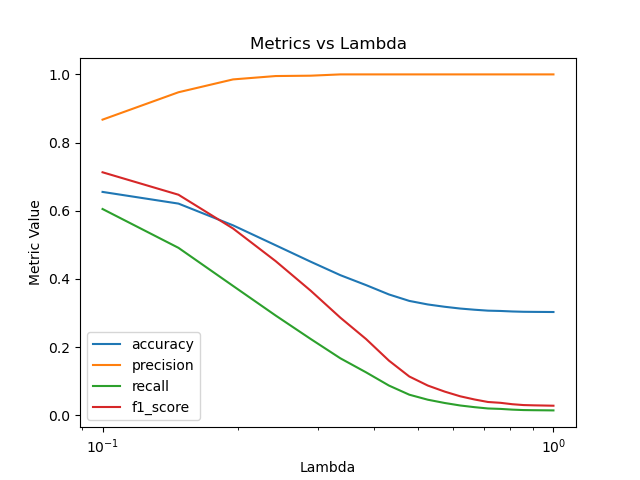 Metrics vs Lambda
Metric Value
1.0
0.8
0.6
0.4
0.2
0.0
accuracy
precision
recall
f1_score
10⁻¹
10⁰
Lambda